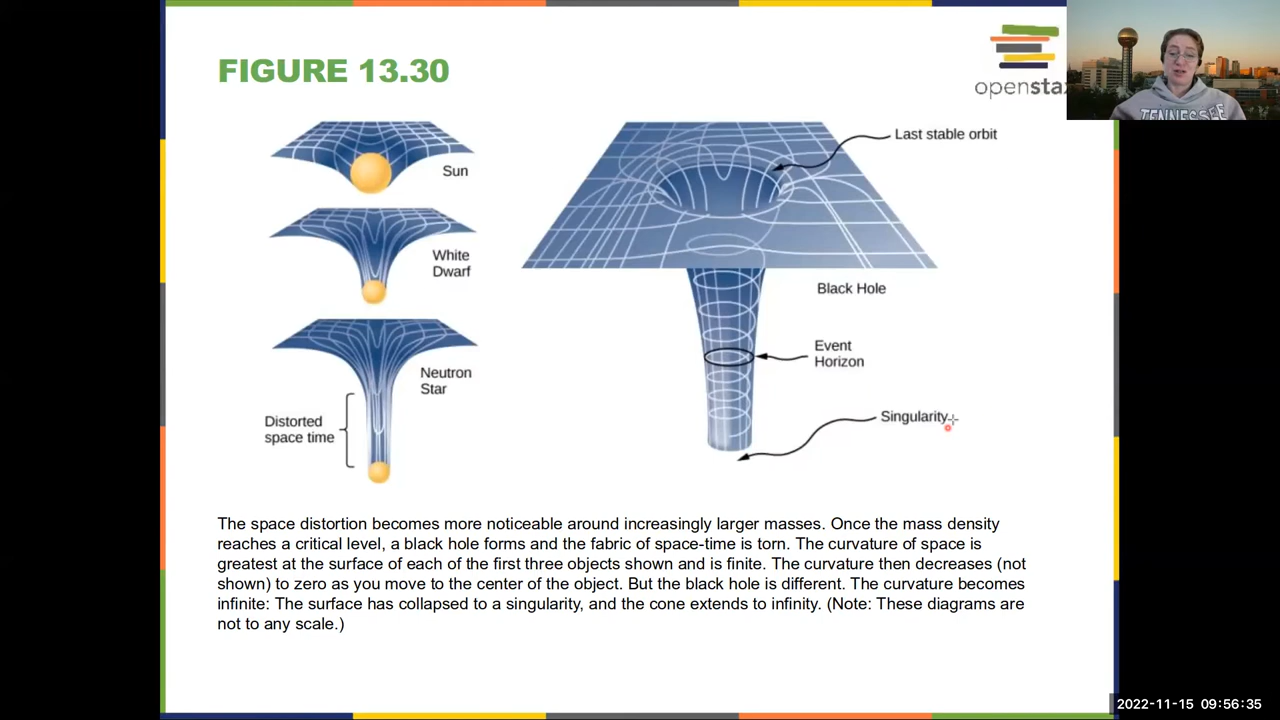 FIGURE 13.30
openstax
TENNESSEE
Last stable orbit
Sun
White
Dwarf
Black Hole
Event
Horizon
Neutron
Star
Distorted
space time
Singularity
The space distortion becomes more noticeable around increasingly larger masses. Once the mass density
reaches a critical level, a black hole forms and the fabric of space-time is torn. The curvature of space is
greatest at the surface of each of the first three objects shown and is finite. The curvature then decreases (not
shown) to zero as you move to the center of the object. But the black hole is different. The curvature becomes
infinite: The surface has collapsed to a singularity, and the cone extends to infinity. (Note: These diagrams are
not to any scale.)
2022-11-15 09:56:35